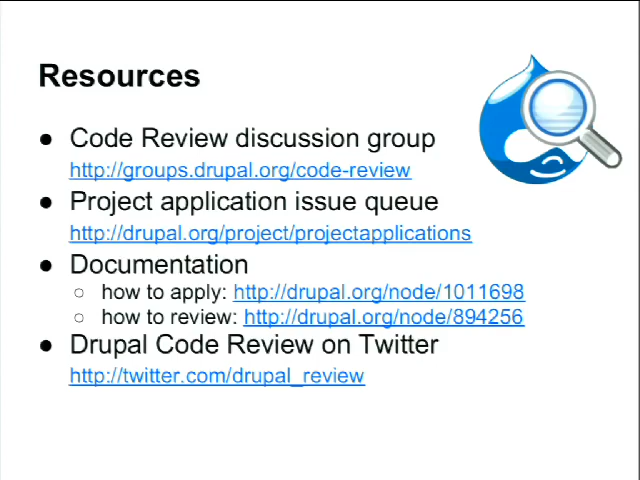 Resources
● Code Review discussion group
http://groups.drupal.org/code-review
● Project application issue queue
http://drupal.org/project/projectapplications
● Documentation
○ how to apply: http://drupal.org/node/1011698
○ how to review: http://drupal.org/node/894256
● Drupal Code Review on Twitter
http://twitter.com/drupal_review